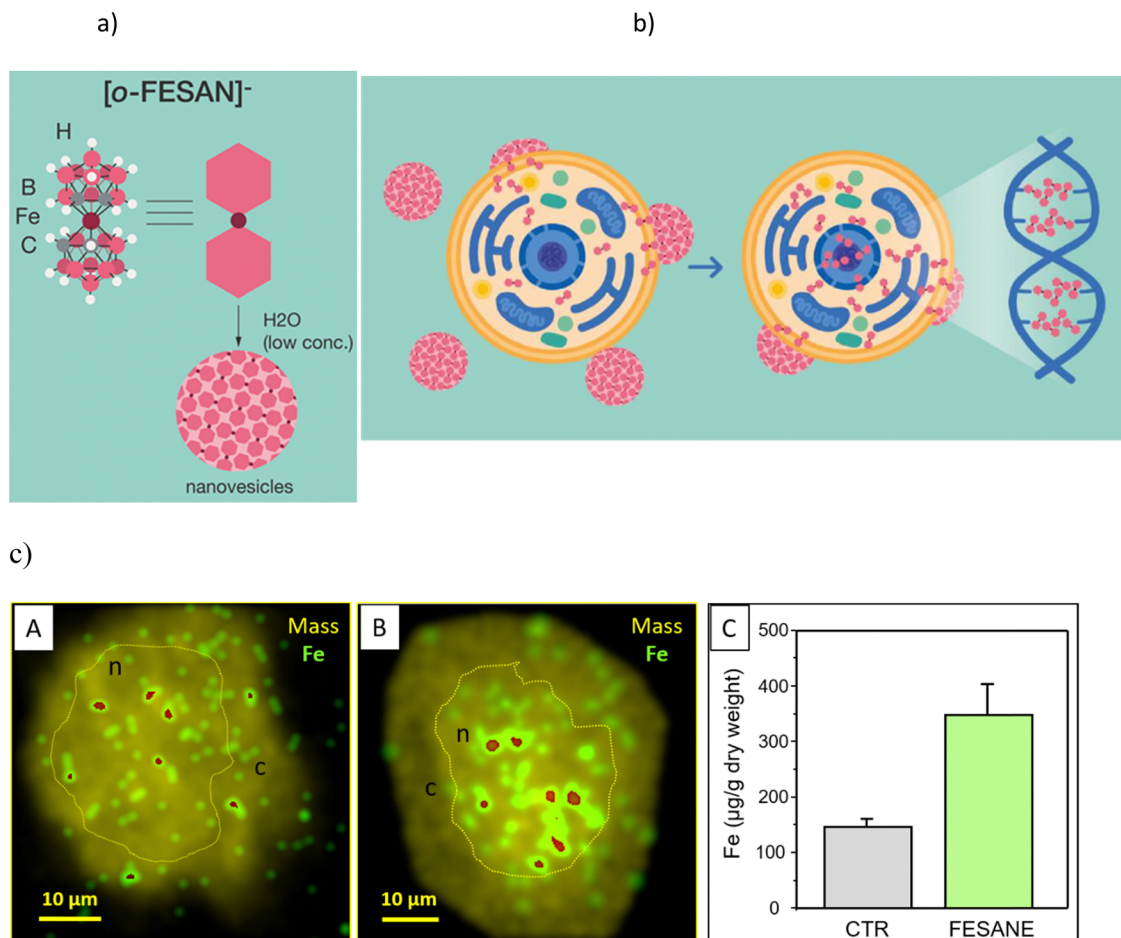 a)
b)
[o-FESAN]-
H
B
Fe
C
H2O
(low conc.)
nanovesicles
c)
A
Mass
Fe
n
c
10 μm
B
Mass
Fe
n
c
10 μm
C
Fe (μg/g dry weight)
500
400
300
200
100
0
CTR
FESANE